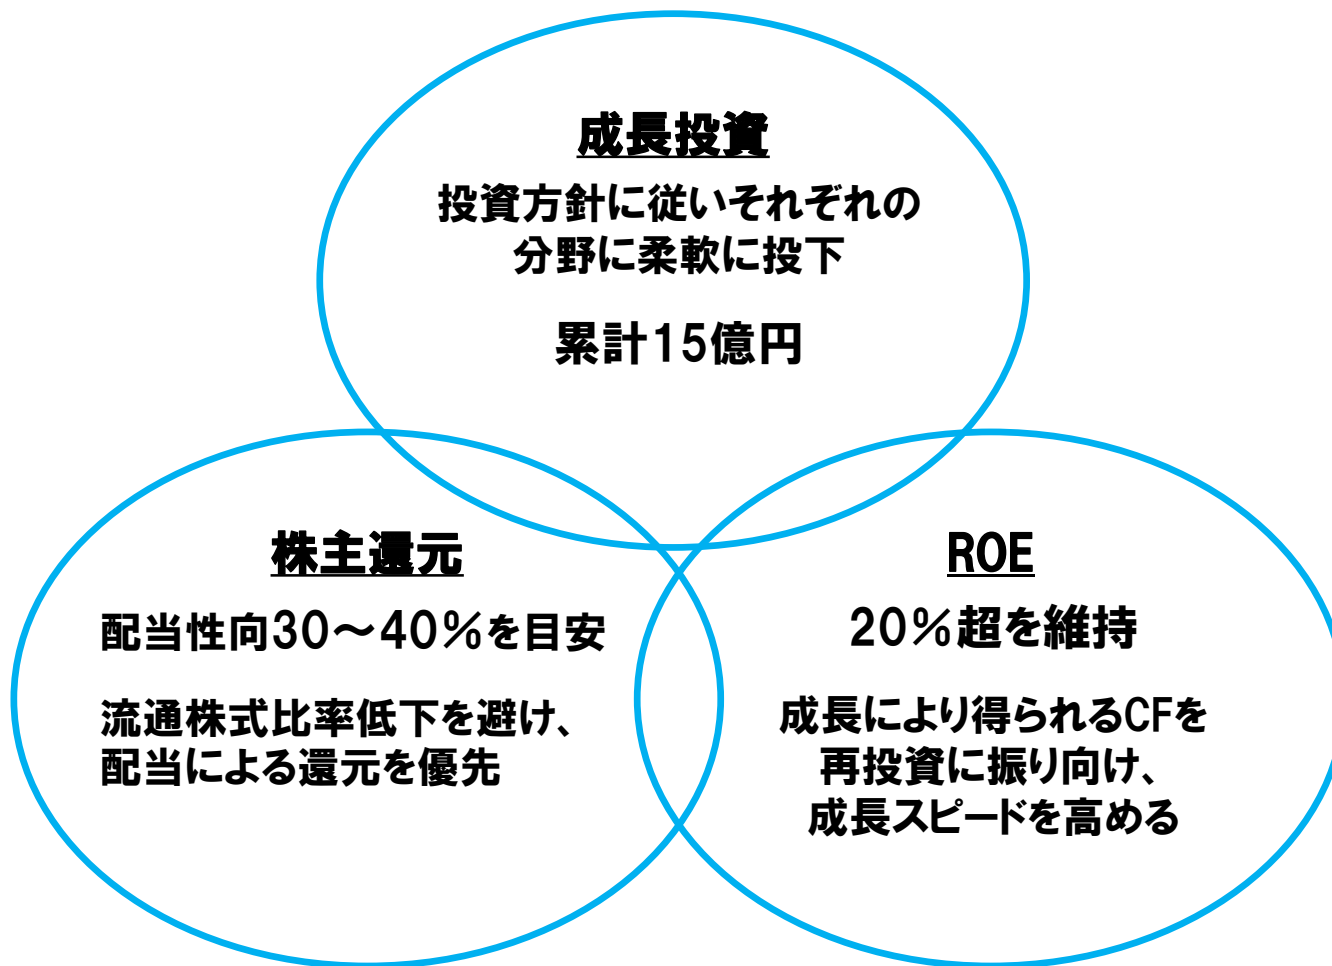 成長投資
投資方針に従いそれぞれの
分野に柔軟に投下
累計15億円
株主還元
配当性向30～40％を目安
流通株式比率低下を避け、
配当による還元を優先
ROE
20％超を維持
成長により得られるCFを
再投資に振り向け、
成長スピードを高める